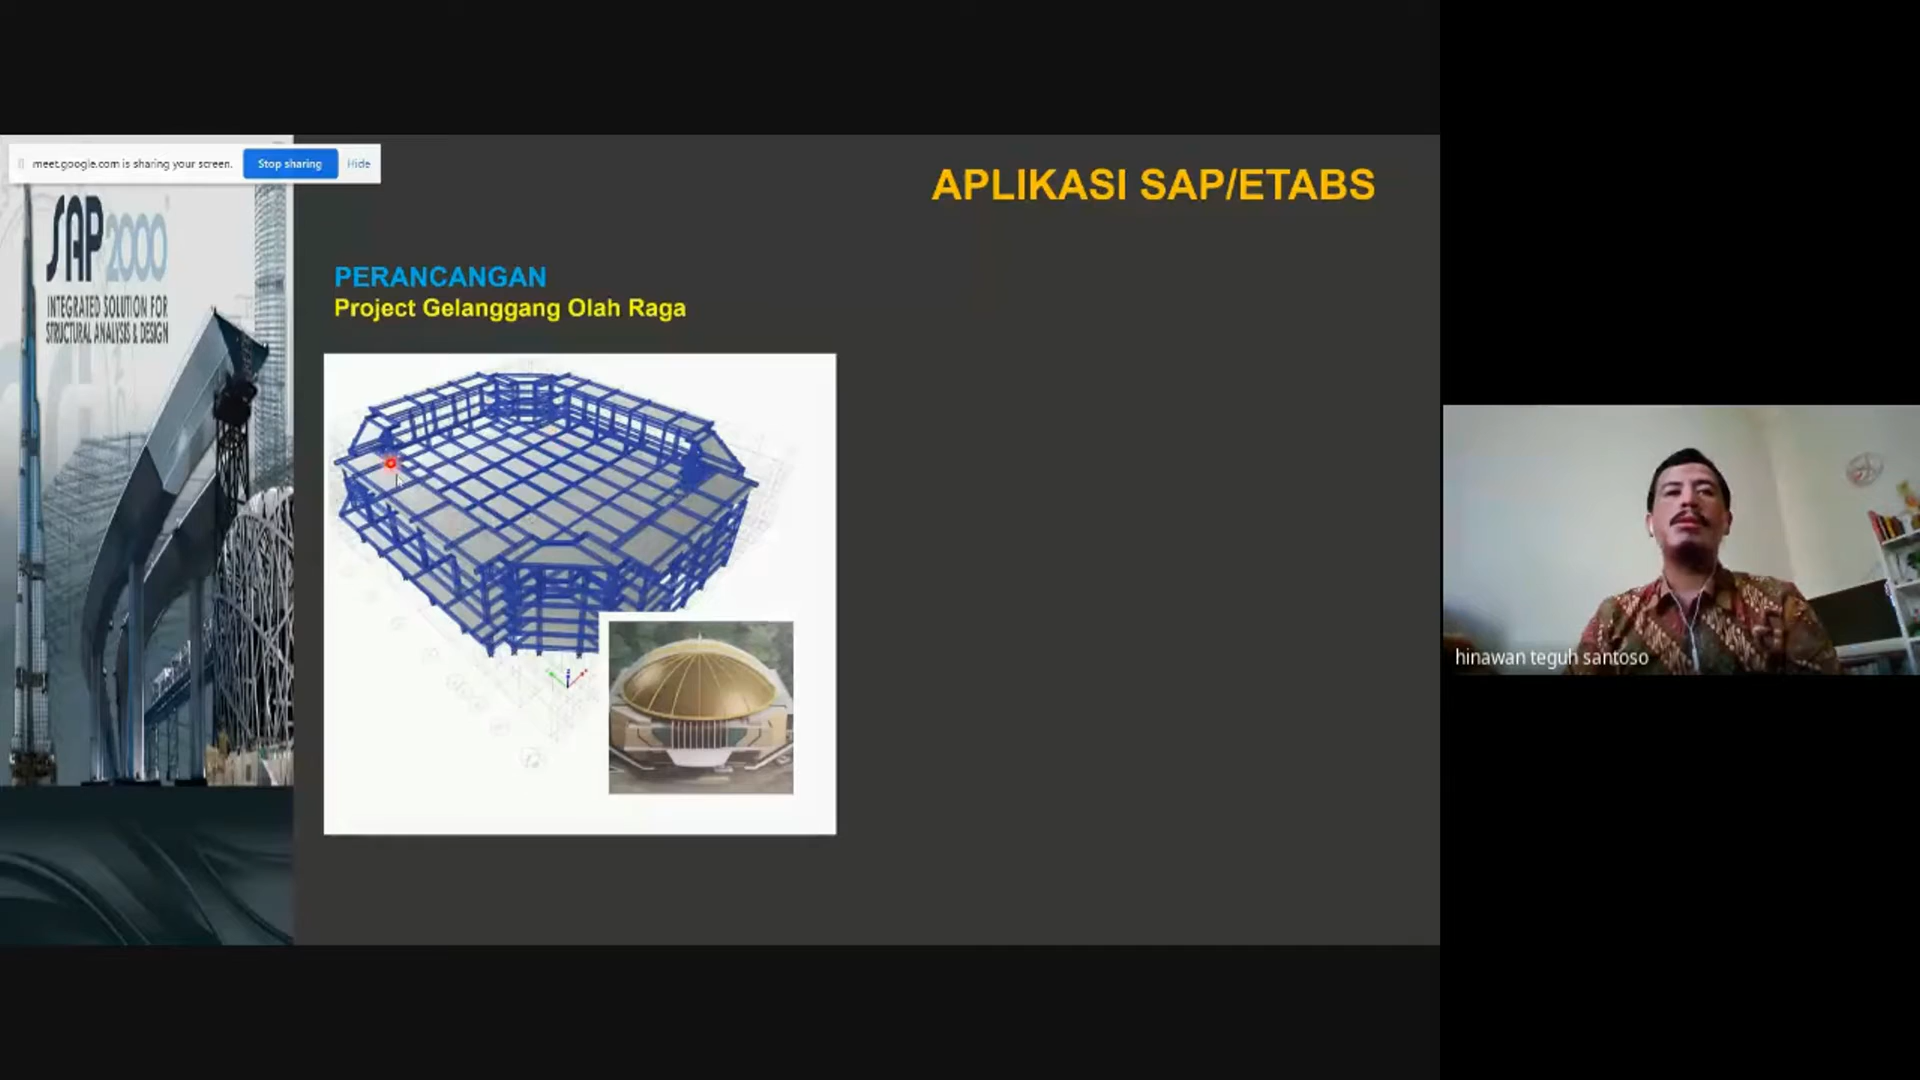 meet.google.com is sharing your screen.
Stop sharing
Hide
SAP2000
INTEGRATED SOLUTION FOR
STRUCTURAL ANALYSIS & DESIGN
APLIKASI SAP/ETABS
PERANCANGAN
Project Gelanggang Olah Raga
hinawan teguh santoso